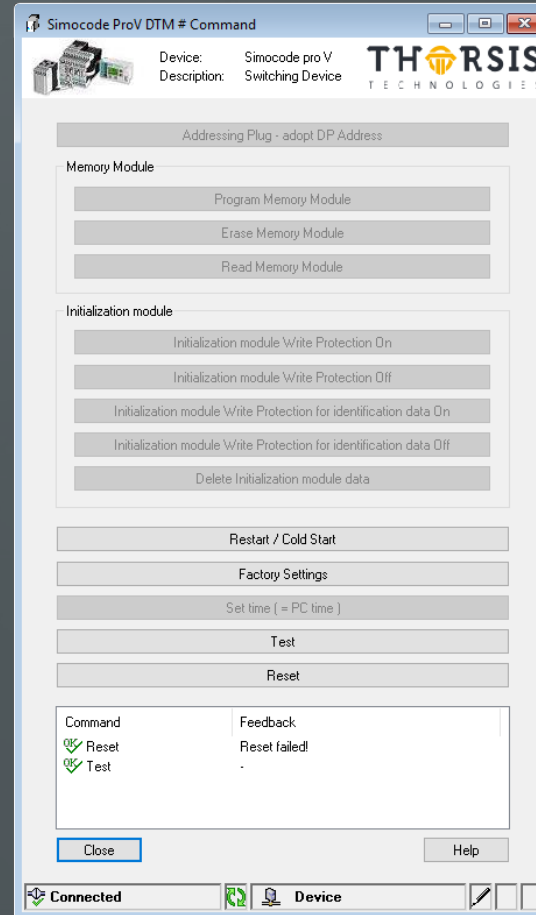 Simocode ProV DTM # Command
Device: Simocode pro V
Description: Switching Device
THORSIS
TECHNOLOGIES
Addressing Plug - adopt DP Address
Memory Module
Program Memory Module
Erase Memory Module
Read Memory Module
Initialization module
Initialization module Write Protection On
Initialization module Write Protection Off
Initialization module Write Protection for identification data On
Initialization module Write Protection for identification data Off
Delete Initialization module data
Restart / Cold Start
Factory Settings
Set time ( = PC time )
Test
Reset
Command Feedback
OK Reset Reset failed!
OK Test -
Close Help
Connected Device